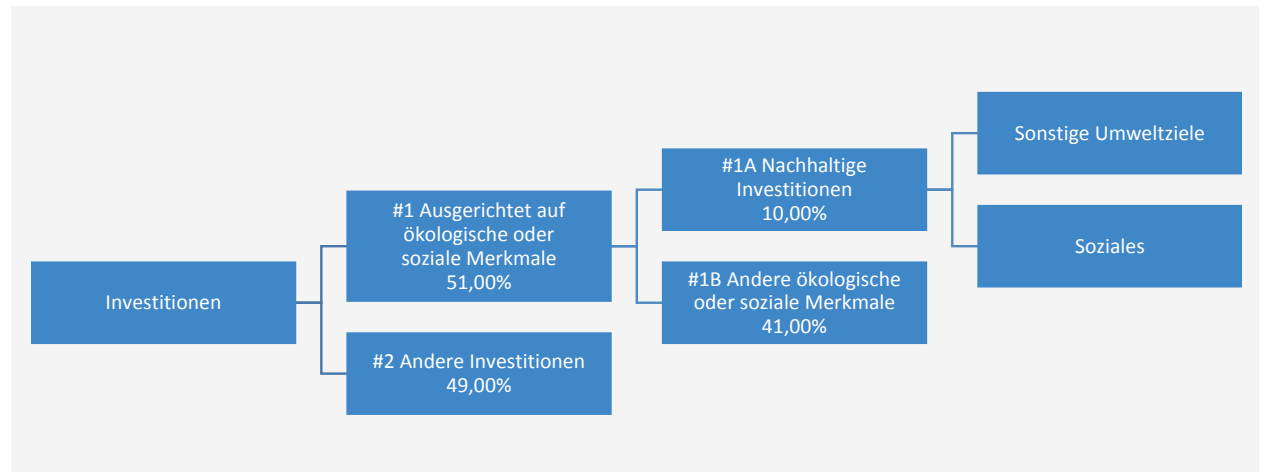 Investitionen
#1 Ausgerichtet auf
ökologische oder
soziale Merkmale
51,00%
#2 Andere Investitionen
49,00%
#1A Nachhaltige
Investitionen
10,00%
#1B Andere ökologische
oder soziale Merkmale
41,00%
Sonstige Umweltziele
Soziales